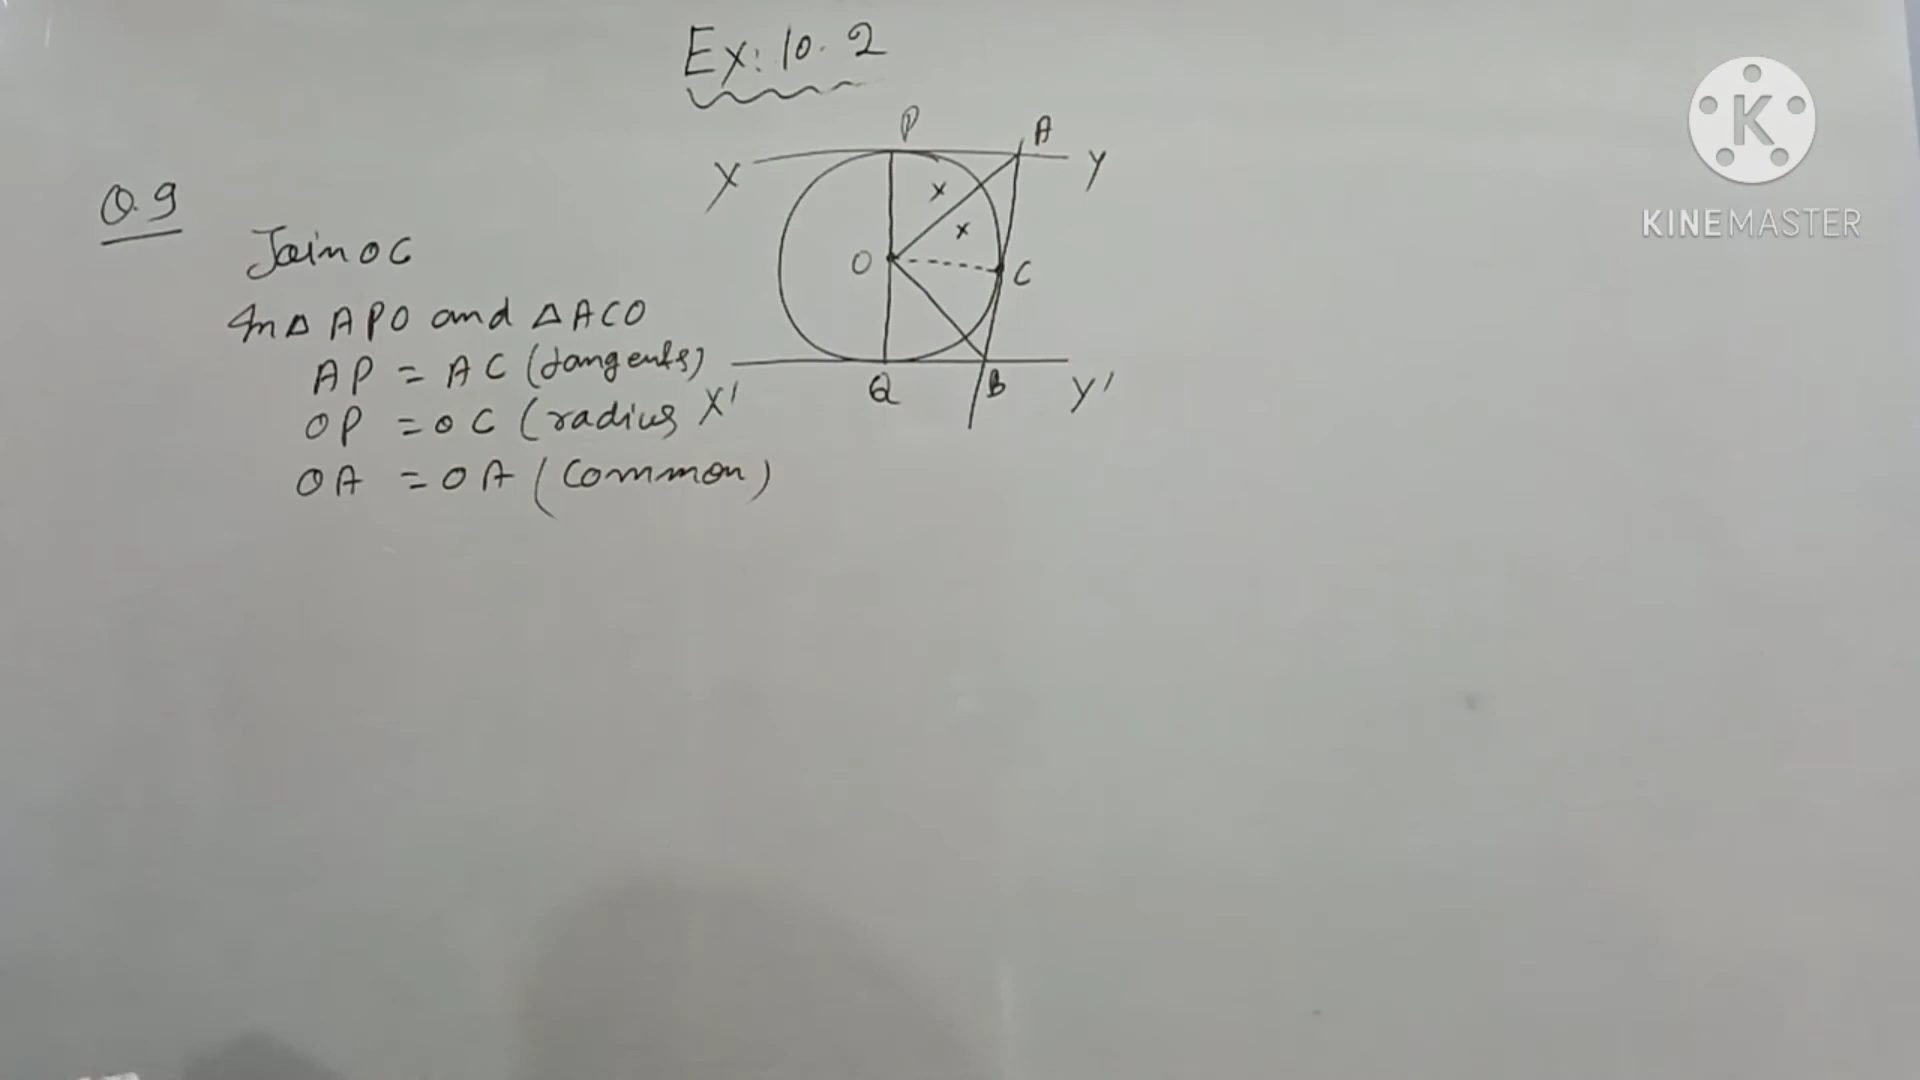 Ex: 10.2
Q.9
Join OC
In △ APO and △ ACO
AP = AC (tangents)
OP = OC (radius
OA = OA (Common)
P
A
X
Y
x
x
O
C
Q
B
X'
Y'
K
KINEMASTER